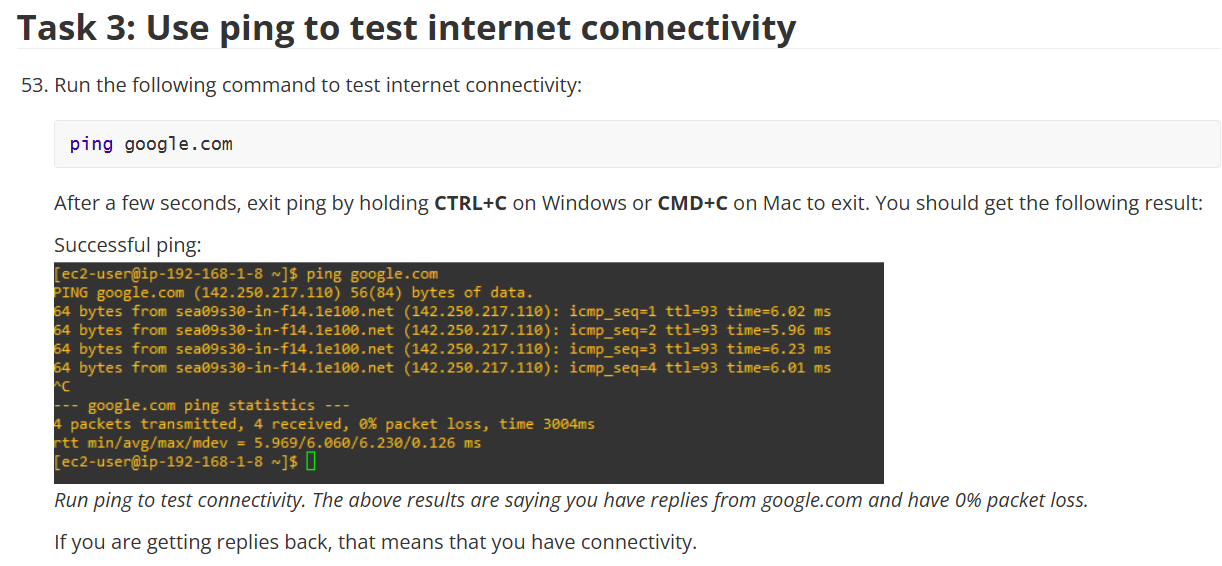 Task 3: Use ping to test internet connectivity
53. Run the following command to test internet connectivity:
ping google.com
After a few seconds, exit ping by holding CTRL+C on Windows or CMD+C on Mac to exit. You should get the following result:
Successful ping:
[ec2-user@ip-192-168-1-8 ~]$ ping google.com
PING google.com (142.250.217.110) 56(84) bytes of data.
64 bytes from sea09s30-in-f14.1e100.net (142.250.217.110): icmp_seq=1 ttl=93 time=6.02 ms
64 bytes from sea09s30-in-f14.1e100.net (142.250.217.110): icmp_seq=2 ttl=93 time=5.96 ms
64 bytes from sea09s30-in-f14.1e100.net (142.250.217.110): icmp_seq=3 ttl=93 time=6.23 ms
64 bytes from sea09s30-in-f14.1e100.net (142.250.217.110): icmp_seq=4 ttl=93 time=6.01 ms
^C
--- google.com ping statistics ---
4 packets transmitted, 4 received, 0% packet loss, time 3004ms
rtt min/avg/max/mdev = 5.969/6.060/6.230/0.126 ms
[ec2-user@ip-192-168-1-8 ~]$
Run ping to test connectivity. The above results are saying you have replies from google.com and have 0% packet loss.
If you are getting replies back, that means that you have connectivity.